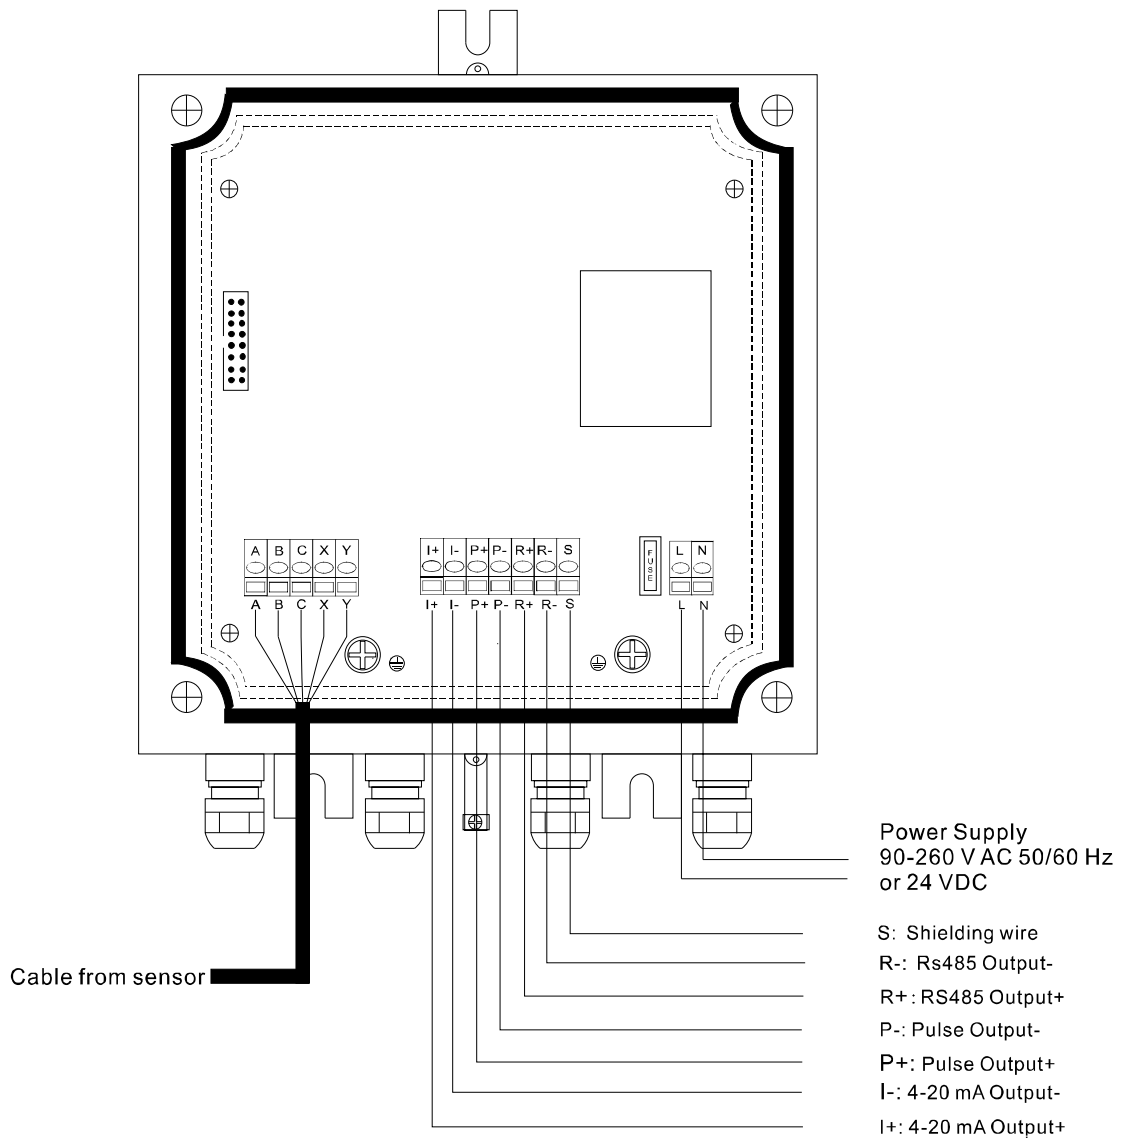 A B C X Y
I+ I- P+ P- R+ R- S
FUSE
L N
A B C X Y
I+ I- P+ P- R+ R- S
L N
Power Supply
90-260 V AC 50/60 Hz
or 24 VDC
S: Shielding wire
R-: Rs485 Output-
Cable from sensor
R+: RS485 Output+
P-: Pulse Output-
P+: Pulse Output+
I-: 4-20 mA Output-
I+: 4-20 mA Output+